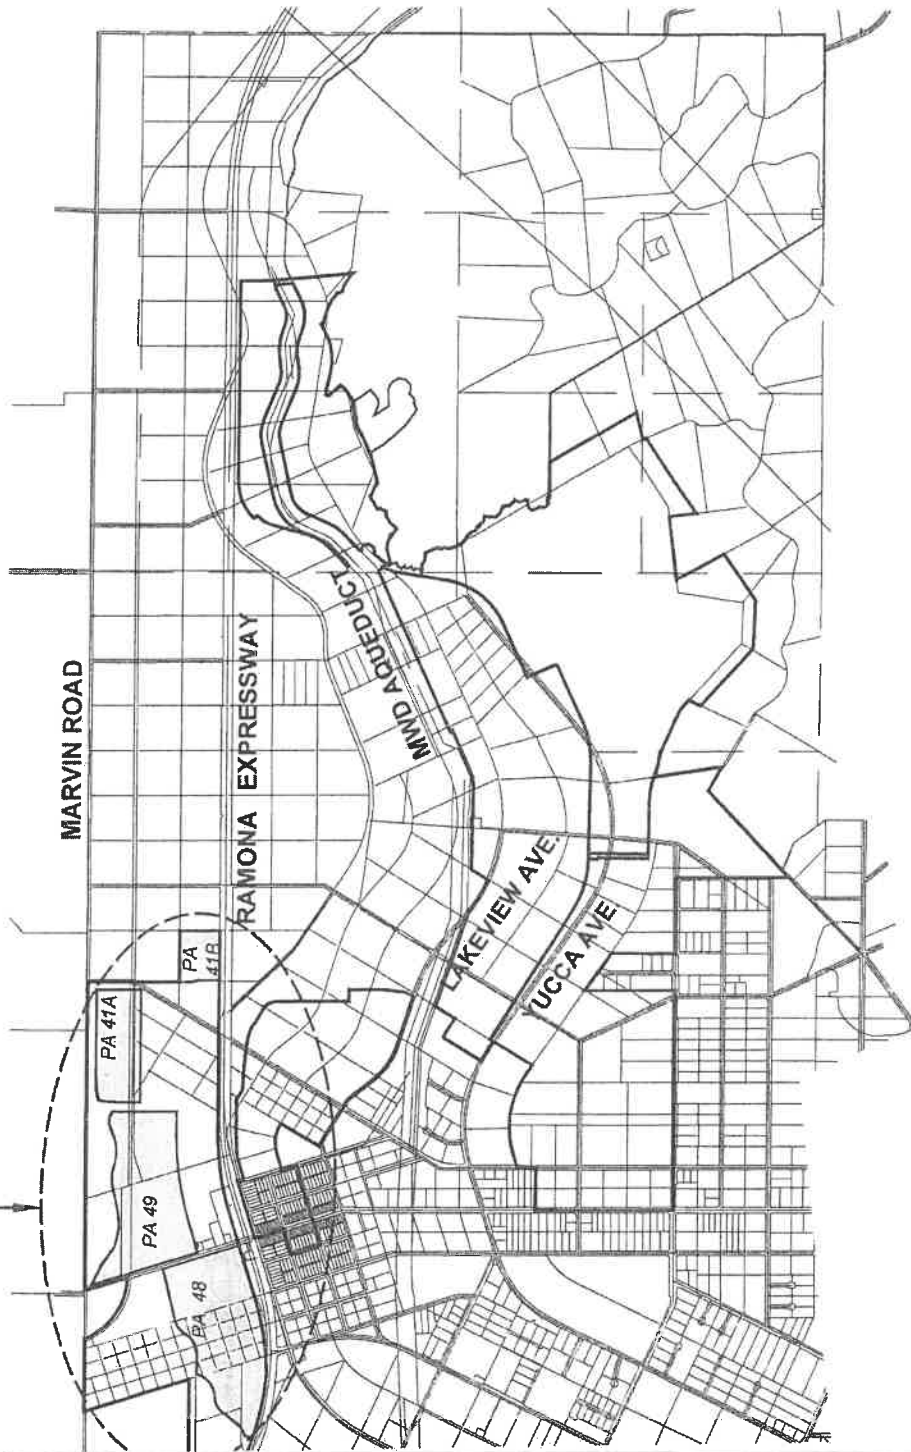 MARVIN ROAD
RAMONA EXPRESSWAY
MWD AQUEDUCT
LAKEVIEW AVE.
YUCCA AVE.
PA
41B
PA 41A
PA 49
PA 48